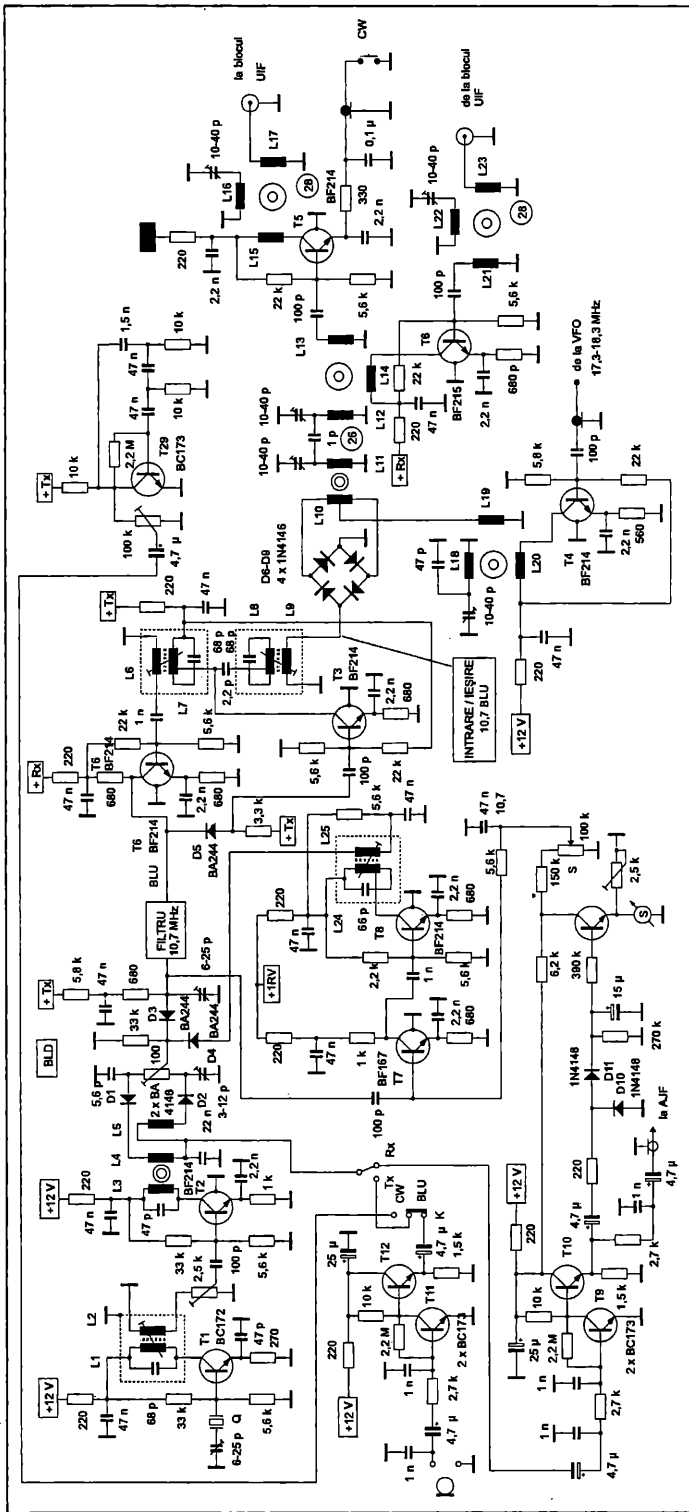 +12 V
220
47 n
L1
L2
68 p
33 k
T1
BC172
6-25 p
Q
5,6 k
47 p
270
2,5 k
100 p
+12 V
220
47 n
L3
47 p
33 k
BF214
T2
2,2 n
5,6 k
1 k
L4
L5
22 n
5,6 p
D1
2 x BA
4148
D2
100
D4
3-12 p
BLD
+ Tx
5,8 k
47 n
33 k
680
D3
BA244
BA244
6-25 p
FILTRU
10,7 MHz
BLU
T6
BF214
D5
BA244
3,3 k
+ Tx
+ Rx
220
47 n
680
22 k
T6
BF214
2,2 n
680
5,6 k
1 n
L6
L7
+ Tx
220
47 n
68 p
2,2 p
68 p
L8
L9
T3
BF214
5,6 k
100 p
22 k
2,2 n
680
+ Tx
10 k
100 k
4,7 µ
2,2 M
T29
BC173
47 n
47 n
1,5 n
10 k
10 k
INTRARE / IEȘIRE
10,7 BLU
D6-D9
4 x 1N4146
L10
L11
10-40 p
10-40 p
1 p
26
L12
L13
L14
100 p
22 k
5,6 k
220
2,2 n
L15
T5
BF214
330
2,2 n
0,1 µ
CW
L16
10-40 p
L17
28
la blocul
UIF
+ Rx
220
47 n
22 k
BF215
T6
2,2 n
680 p
5,6 k
100 p
L21
L22
10-40 p
L23
28
de la blocul
UIF
L18
47 p
10-40 p
L19
L20
+12 V
220
47 n
T4
BF214
2,2 n
560
5,8 k
22 k
100 p
de la VFO
17,3-18,3 MHz
+1RV
220
47 n
1 k
BF167
T7
2,2 n
680
100 p
220
47 n
2,2 k
1 n
5,6 k
L24
L25
66 p
T8
BF214
2,2 n
680
5,6 k
47 n
5,6 k
47 n
10,7
Rx
Tx
CW
BLU
K
25 µ
220
+12 V
10 k
2,2 M
T12
T11
4,7 µ
1,5 k
2 x BC173
1 n
2,7 k
4,7 µ
1 n
+12 V
220
25 µ
10 k
2,2 M
T10
T9
1,5 k
2 x BC173
1 n
2,7 k
1 n
4,7 µ
4,7 µ
220
2,7 k
1 n
4,7 µ
la AJF
1N4148
D11
D10
1N4148
270 k
15 µ
390 k
6,2 k
150 k
S
100 k
2,5 k
S